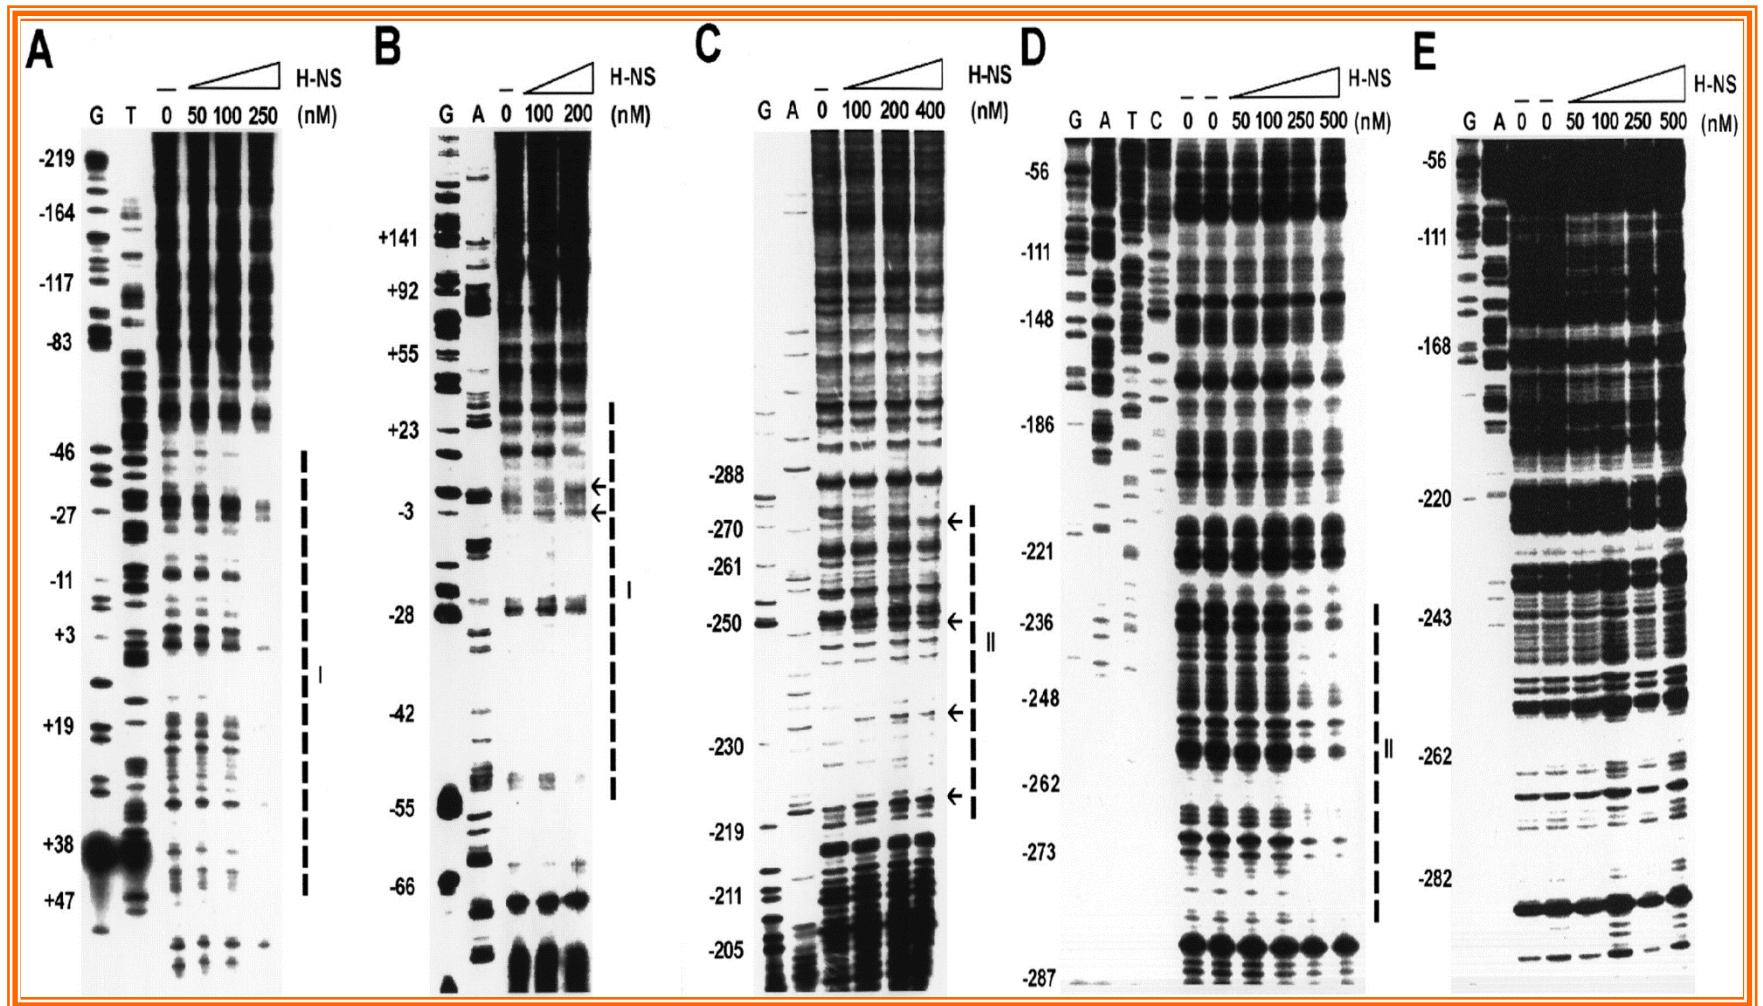 A
H-NS
G T 0 50 100 250 (nM)
-219
-164
-117
-83
-46
-27
-11
+3
+19
+38
+47
I
B
H-NS
G A 0 100 200 (nM)
+141
+92
+55
+23
-3
-28
-42
-55
-66
I
C
H-NS
G A 0 100 200 400 (nM)
-288
-270
-261
-250
-230
-219
-211
-205
II
D
H-NS
G A T C 0 0 50 100 250 500 (nM)
-56
-111
-148
-186
-221
-236
-248
-262
-273
-287
II
E
H-NS
G A 0 0 50 100 250 500 (nM)
-56
-111
-168
-220
-243
-262
-282